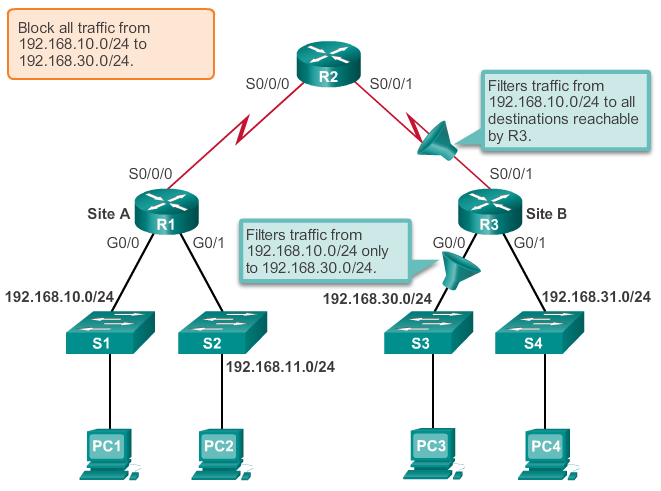 Block all traffic from
192.168.10.0/24 to
192.168.30.0/24.
R2
S0/0/0
S0/0/1
Filters traffic from
192.168.10.0/24 to all
destinations reachable
by R3.
S0/0/0
S0/0/1
Site A
R1
R3
Site B
G0/0
G0/1
Filters traffic from
192.168.10.0/24 only
to 192.168.30.0/24.
G0/0
G0/1
192.168.10.0/24
192.168.30.0/24
192.168.31.0/24
S1
S2
S3
S4
192.168.11.0/24
PC1
PC2
PC3
PC4